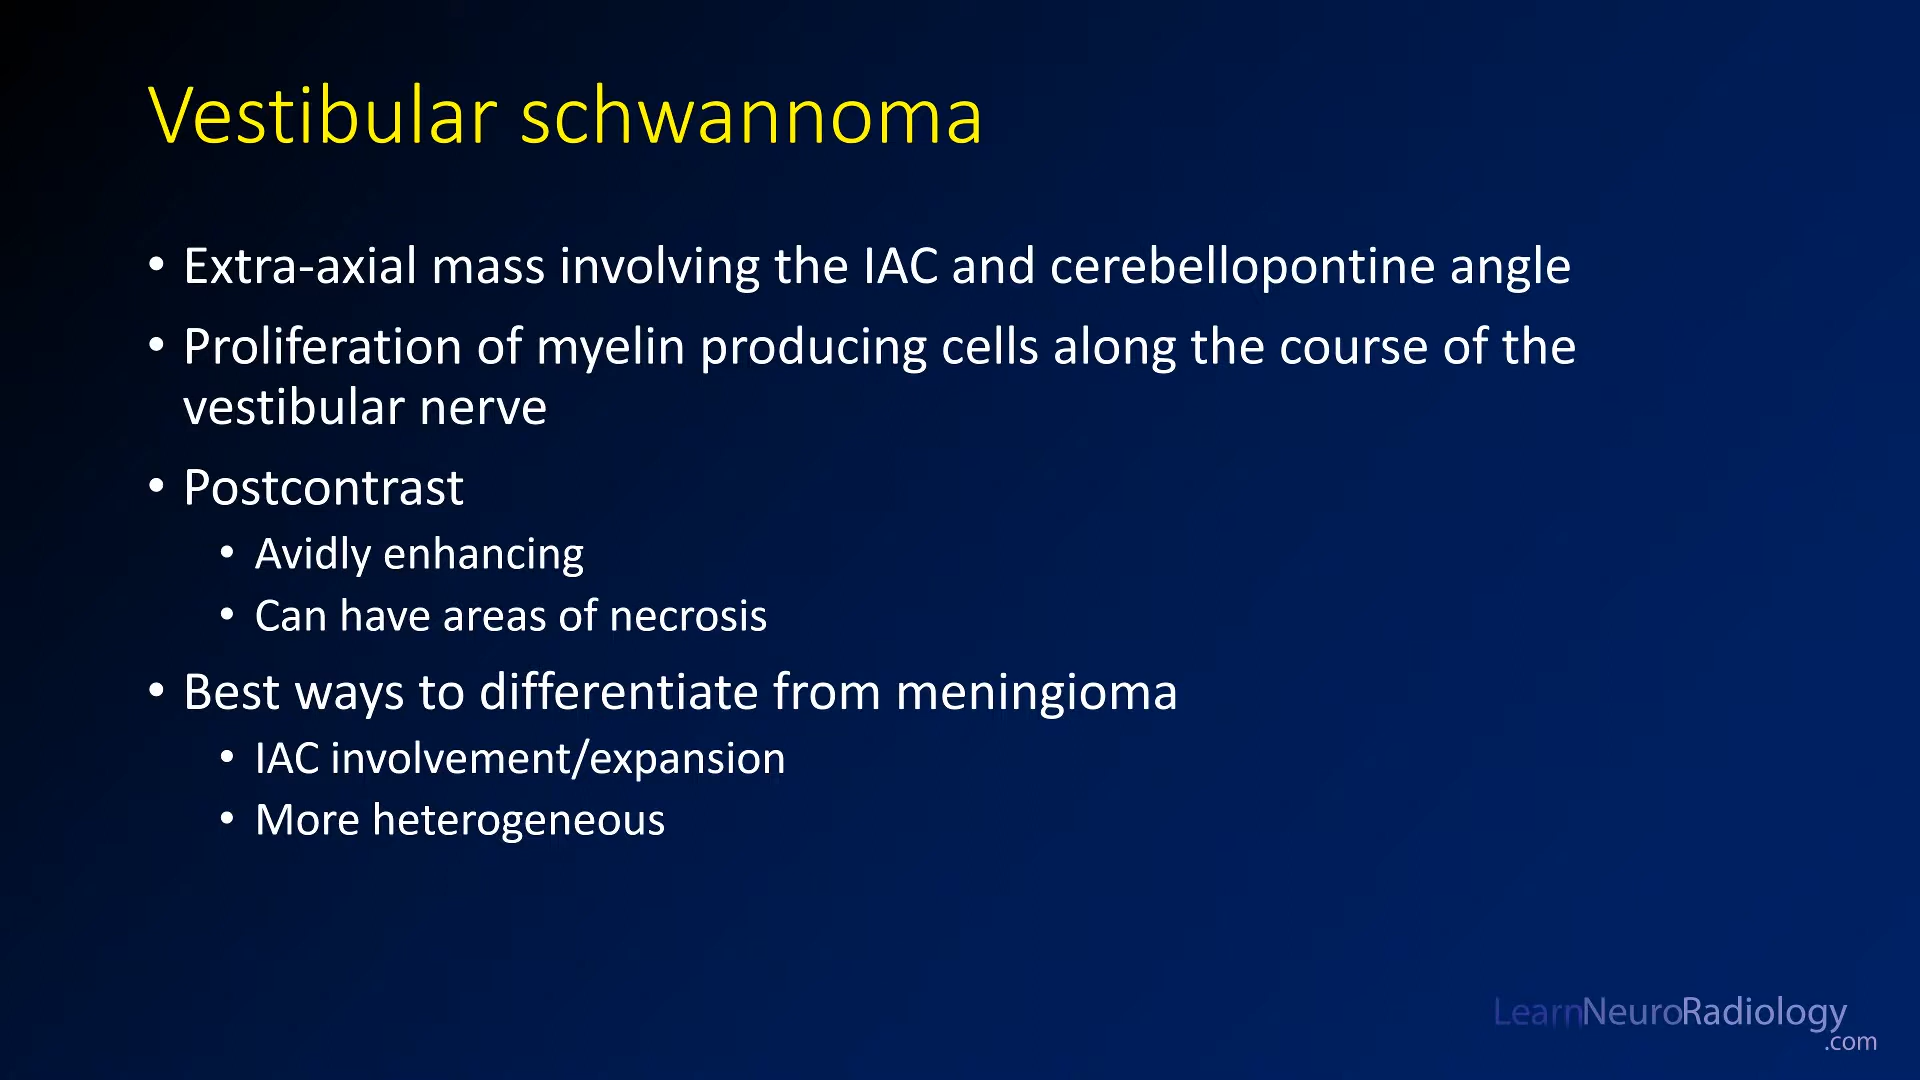 Vestibular schwannoma
• Extra-axial mass involving the IAC and cerebellopontine angle
• Proliferation of myelin producing cells along the course of the
vestibular nerve
• Postcontrast
• Avidly enhancing
• Can have areas of necrosis
• Best ways to differentiate from meningioma
• IAC involvement/expansion
• More heterogeneous
LearnNeuroRadiology
.com